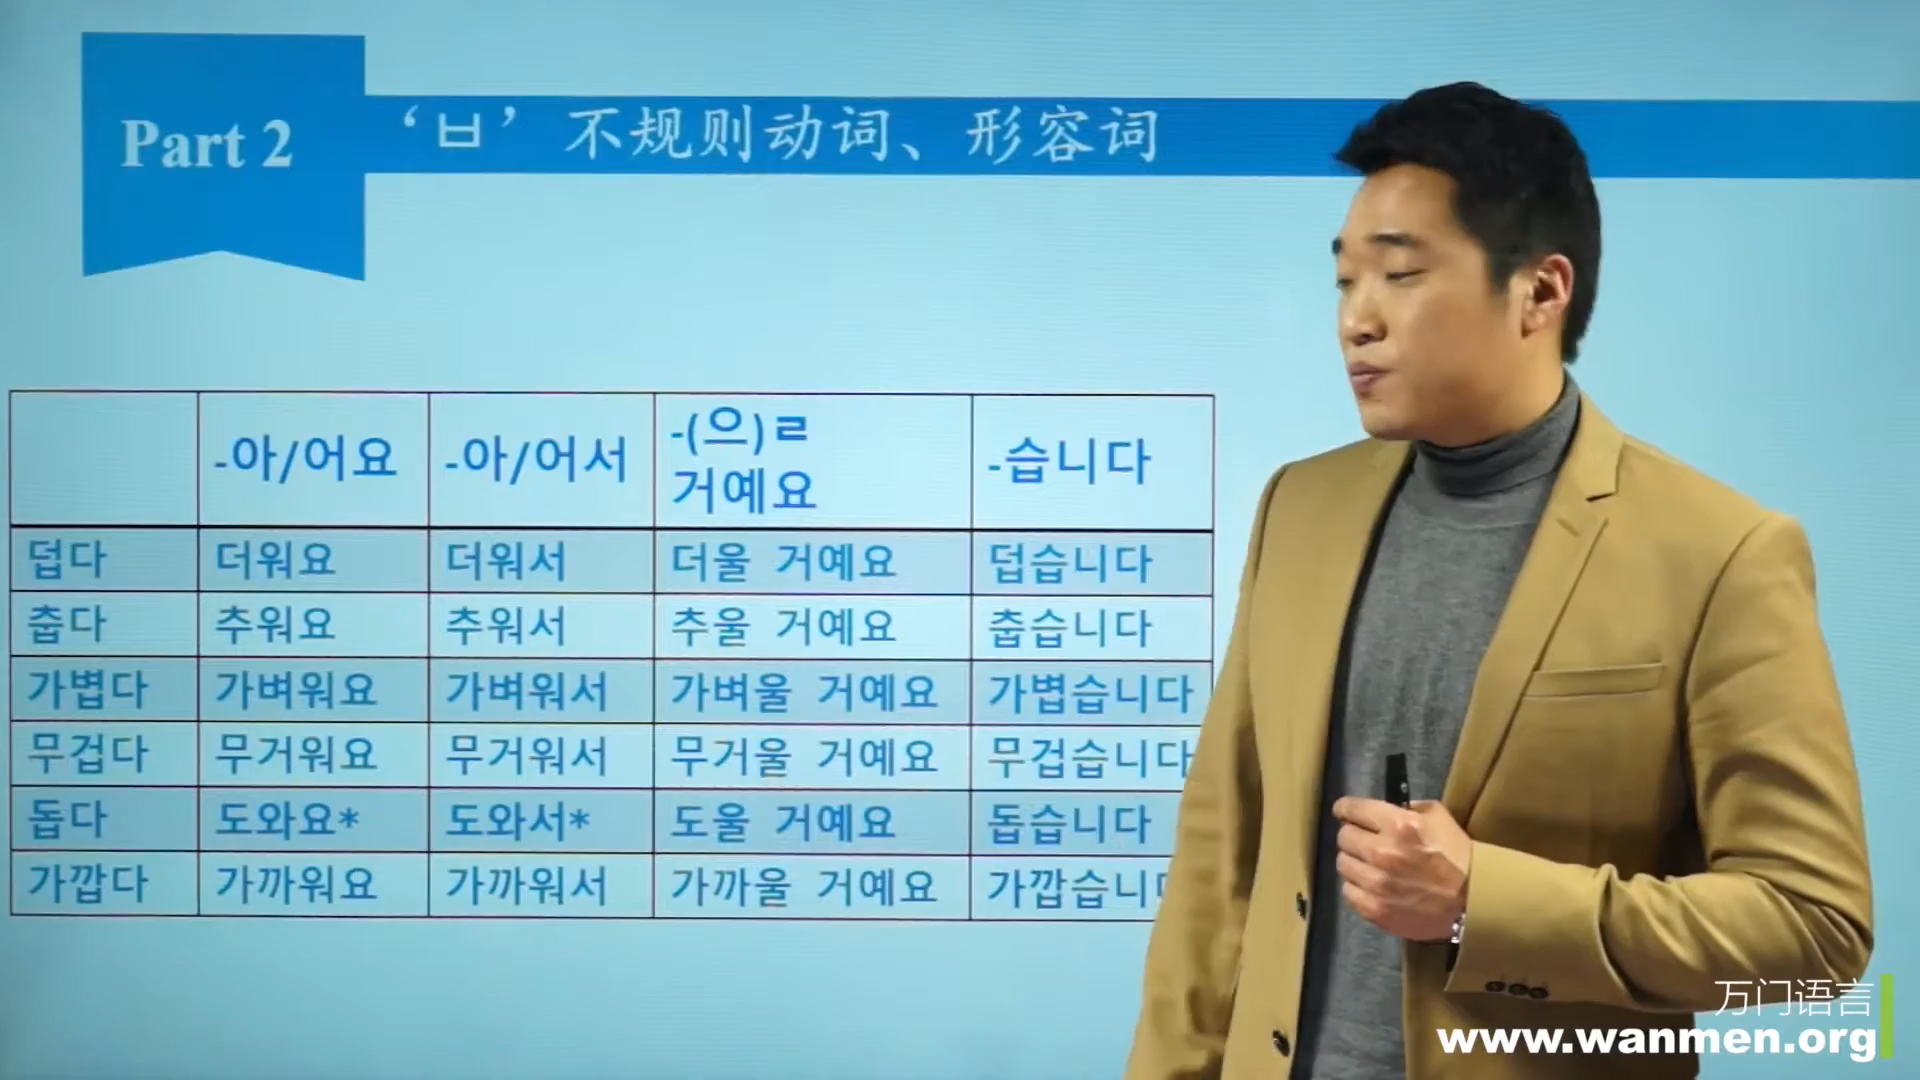 Part 2
‘ㅂ’ 不规则动词、形容词
-아/어요 -아/어서 -(으)ㄹ 거예요 -습니다
덥다 더워요 더워서 더울 거예요 덥습니다
춥다 추워요 추워서 추울 거예요 춥습니다
가볍다 가벼워요 가벼워서 가벼울 거예요 가볍습니다
무겁다 무거워요 무거워서 무거울 거예요 무겁습니다
돕다 도와요* 도와서* 도울 거예요 돕습니다
가깝다 가까워요 가까워서 가까울 거예요 가깝습니
万门语言
www.wanmen.org